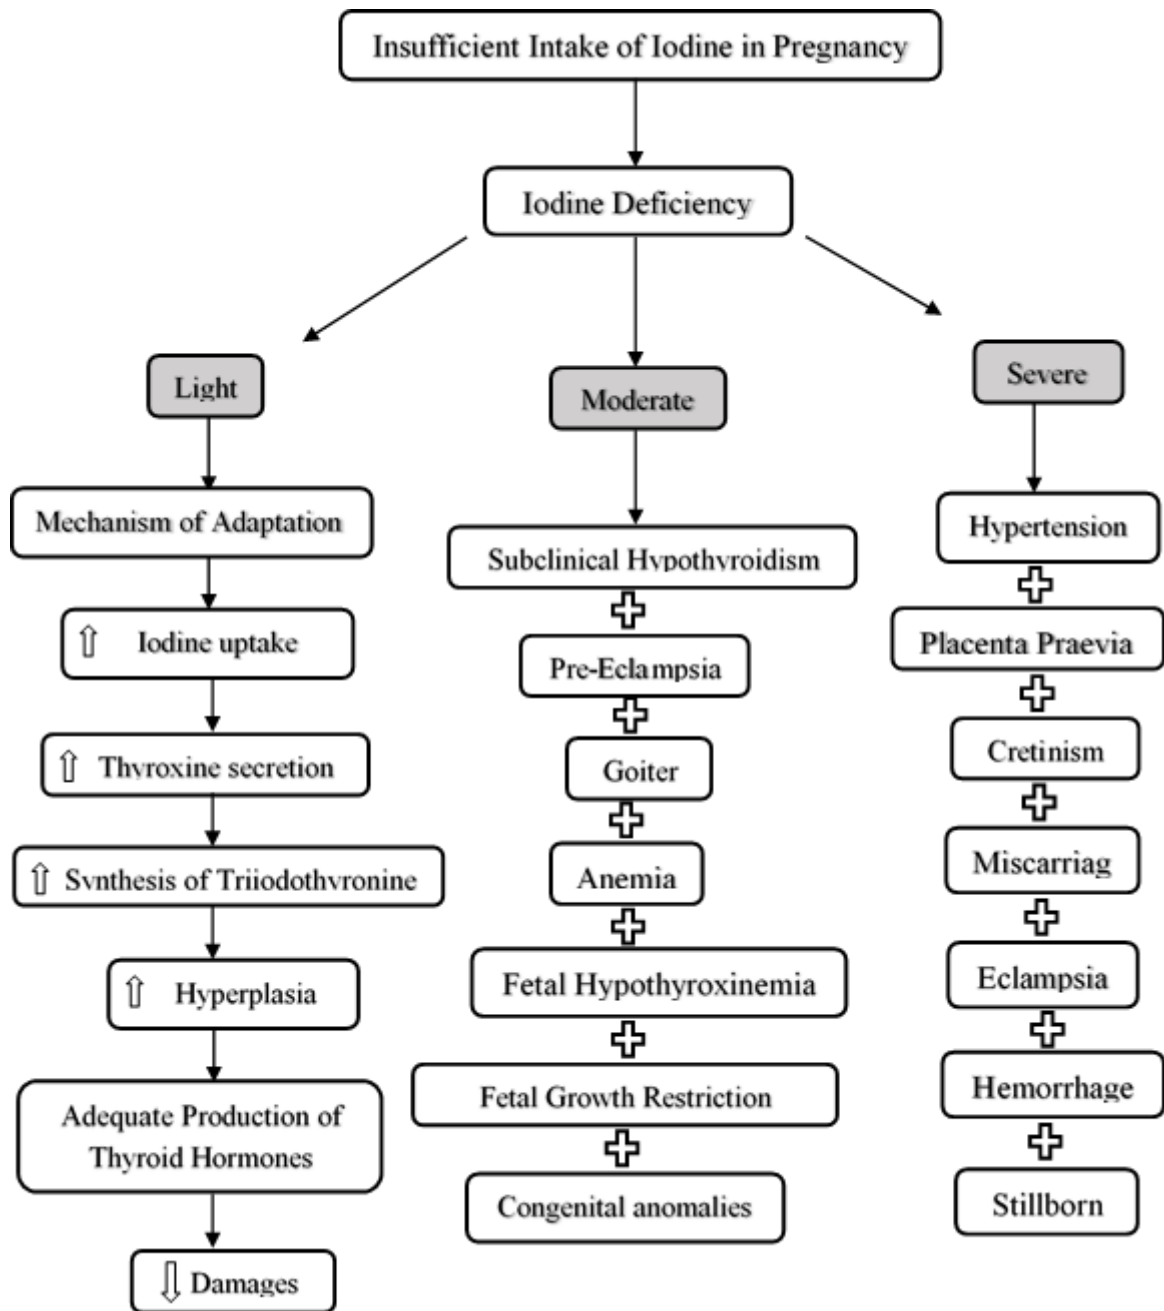 Insufficient Intake of Iodine in Pregnancy
Iodine Deficiency
Light
Mechanism of Adaptation
⇧ Iodine uptake
⇧ Thyroxine secretion
⇧ Synthesis of Triiodothyronine
⇧ Hyperplasia
Adequate Production of
Thyroid Hormones
⇩ Damages
Moderate
Subclinical Hypothyroidism
Pre-Eclampsia
Goiter
Anemia
Fetal Hypothyroxinemia
Fetal Growth Restriction
Congenital anomalies
Severe
Hypertension
Placenta Praevia
Cretinism
Miscarriag
Eclampsia
Hemorrhage
Stillborn